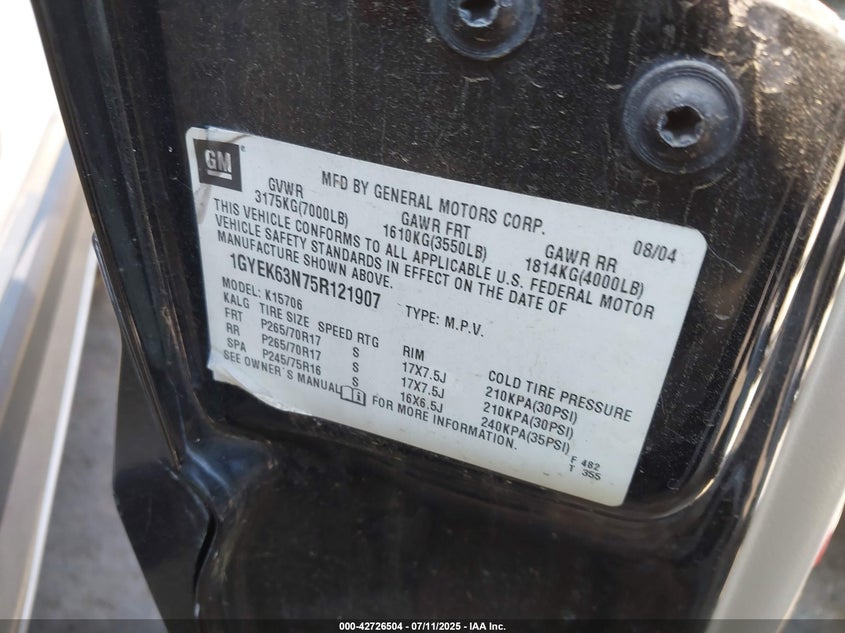 GM
MFD BY GENERAL MOTORS CORP. 08/04
GVWR GAWR FRT GAWR RR
3175KG(7000LB) 1610KG(3550LB) 1814KG(4000LB)
THIS VEHICLE CONFORMS TO ALL APPLICABLE U.S. FEDERAL MOTOR
VEHICLE SAFETY STANDARDS IN EFFECT ON THE DATE OF
MANUFACTURE SHOWN ABOVE.
1GYEK63N75R121907 TYPE: M.P.V.
MODEL: K15706
KALG TIRE SIZE SPEED RTG RIM COLD TIRE PRESSURE
FRT P265/70R17 S 17X7.5J 210KPA(30PSI)
RR P265/70R17 S 17X7.5J 210KPA(30PSI)
SPA P245/75R16 S 16X6.5J 240KPA(35PSI)
SEE OWNER'S MANUAL FOR MORE INFORMATION.
F 482
T 355
000-42726504 - 07/11/2025 - IAA Inc.